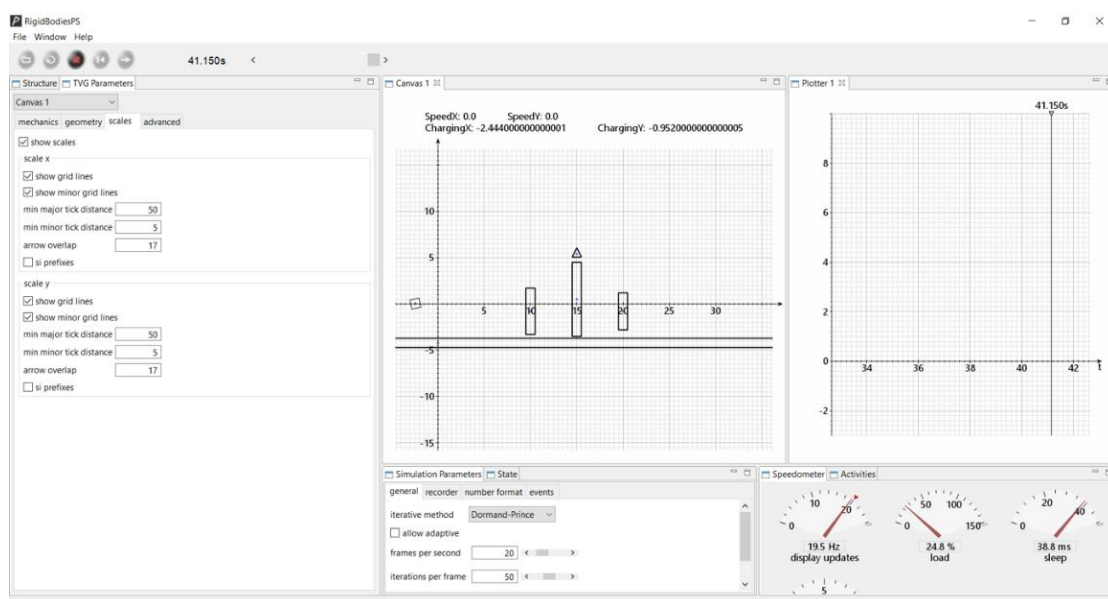 RigidBodiesPS
File Window Help
41.150s
Structure TVG Parameters
Canvas 1
mechanics geometry scales advanced
show scales
scale x
show grid lines
show minor grid lines
min major tick distance 50
min minor tick distance 5
arrow overlap 17
si prefixes
scale y
show grid lines
show minor grid lines
min major tick distance 50
min minor tick distance 5
arrow overlap 17
si prefixes
Canvas 1
SpeedX: 0.0 SpeedY: 0.0
ChargingX: -2.444000000000001 ChargingY: -0.9520000000000005
10
5
5 10 15 20 25 30
-5
-10
-15
Plotter 1
41.150s
8
6
4
2
0
34 36 38 40 42 t
-2
Simulation Parameters State
general recorder number format events
iterative method Dormand-Prince
allow adaptive
frames per second 20
iterations per frame 50
Speedometer Activities
0 10 20
19.5 Hz
display updates
0 50 100 150
24.8 %
load
0 20 40
38.8 ms
sleep
5